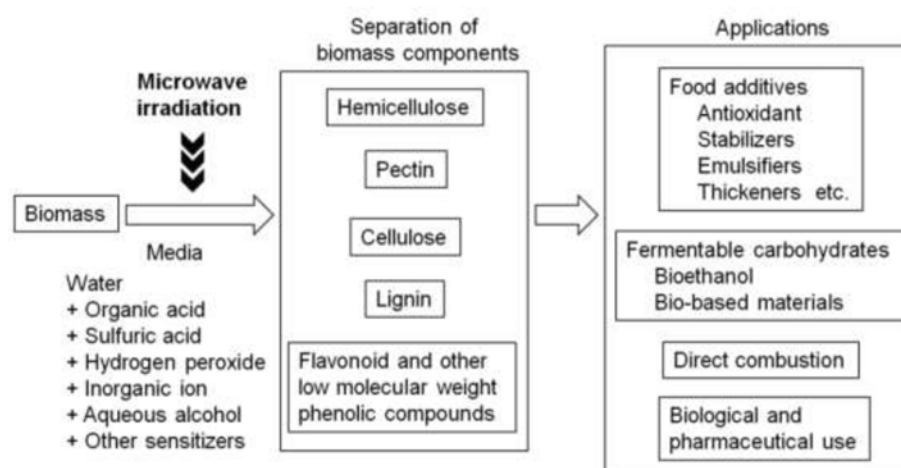 Microwave
irradiation
Biomass
Media
Water
+ Organic acid
+ Sulfuric acid
+ Hydrogen peroxide
+ Inorganic ion
+ Aqueous alcohol
+ Other sensitizers
Separation of
biomass components
Hemicellulose
Pectin
Cellulose
Lignin
Flavonoid and other
low molecular weight
phenolic compounds
Applications
Food additives
Antioxidant
Stabilizers
Emulsifiers
Thickeners etc.
Fermentable carbohydrates
Bioethanol
Bio-based materials
Direct combustion
Biological and
pharmaceutical use